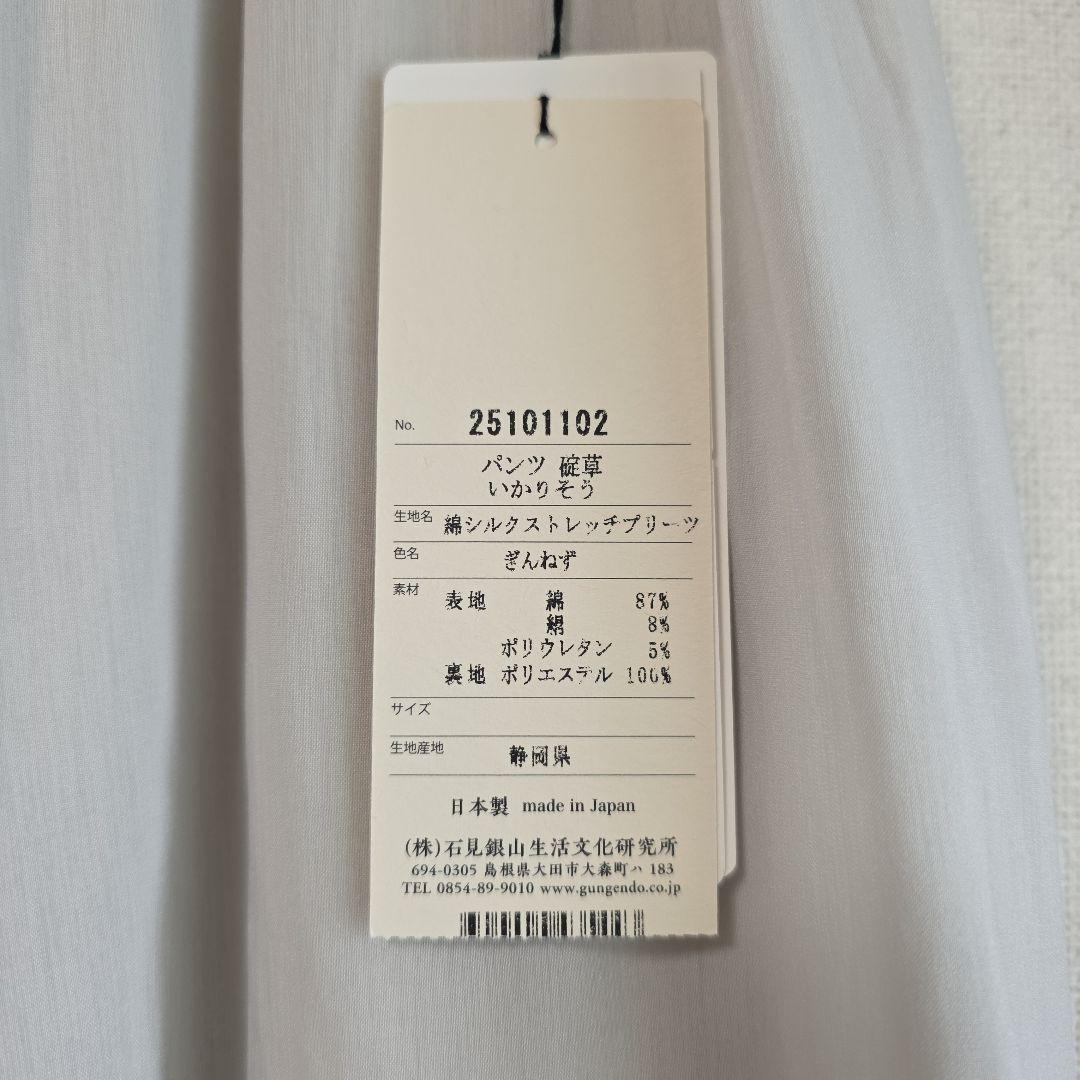 No. 25101102
パンツ 碇草
いかりそう
生地名 綿シルクストレッチプリーツ
色名 ぎんねず
素材 表地 綿 87%
絹 8%
ポリウレタン 5%
裏地 ポリエステル 100%
サイズ
生地産地 静岡県
日本製 made in Japan
(株)石見銀山生活文化研究所
694-0305 島根県大田市大森町ハ 183
TEL 0854-89-9010 www.gungendo.co.jp